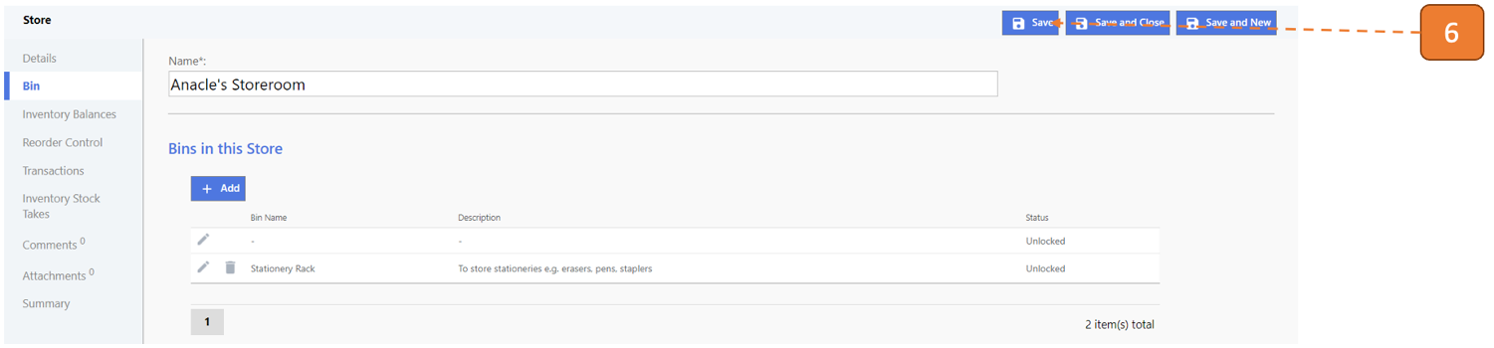 Store
Save
Save and Close
Save and New
6
Details
Bin
Inventory Balances
Reorder Control
Transactions
Inventory Stock
Takes
Comments 0
Attachments 0
Summary
Name*:
Anacle's Storeroom
Bins in this Store
+ Add
Bin Name Description Status
- - Unlocked
Stationery Rack To store stationeries e.g. erasers, pens, staplers Unlocked
1
2 item(s) total